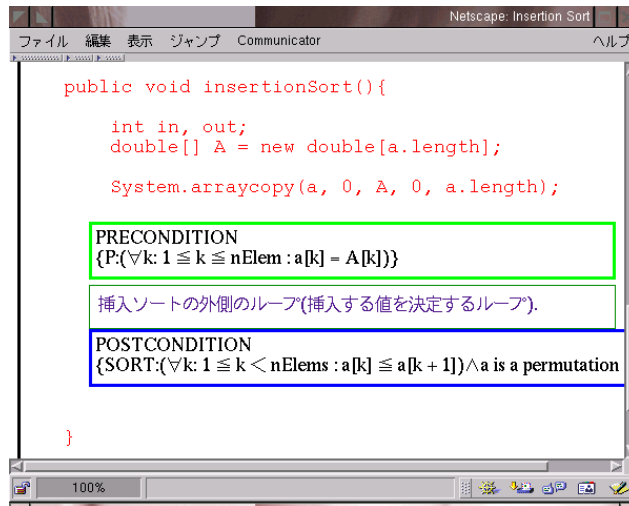 Netscape: Insertion Sort
ファイル 編集 表示 ジャンプ Communicator ヘルプ
public void insertionSort(){
int in, out;
double[] A = new double[a.length];
System.arraycopy(a, 0, A, 0, a.length);
PRECONDITION
{P:(∀k: 1 ≦ k ≦ nElem : a[k] = A[k])}
挿入ソートの外側のループ(挿入する値を決定するループ).
POSTCONDITION
{SORT:(∀k: 1 ≦ k < nElems : a[k] ≦ a[k + 1])∧a is a permutation
}
100%